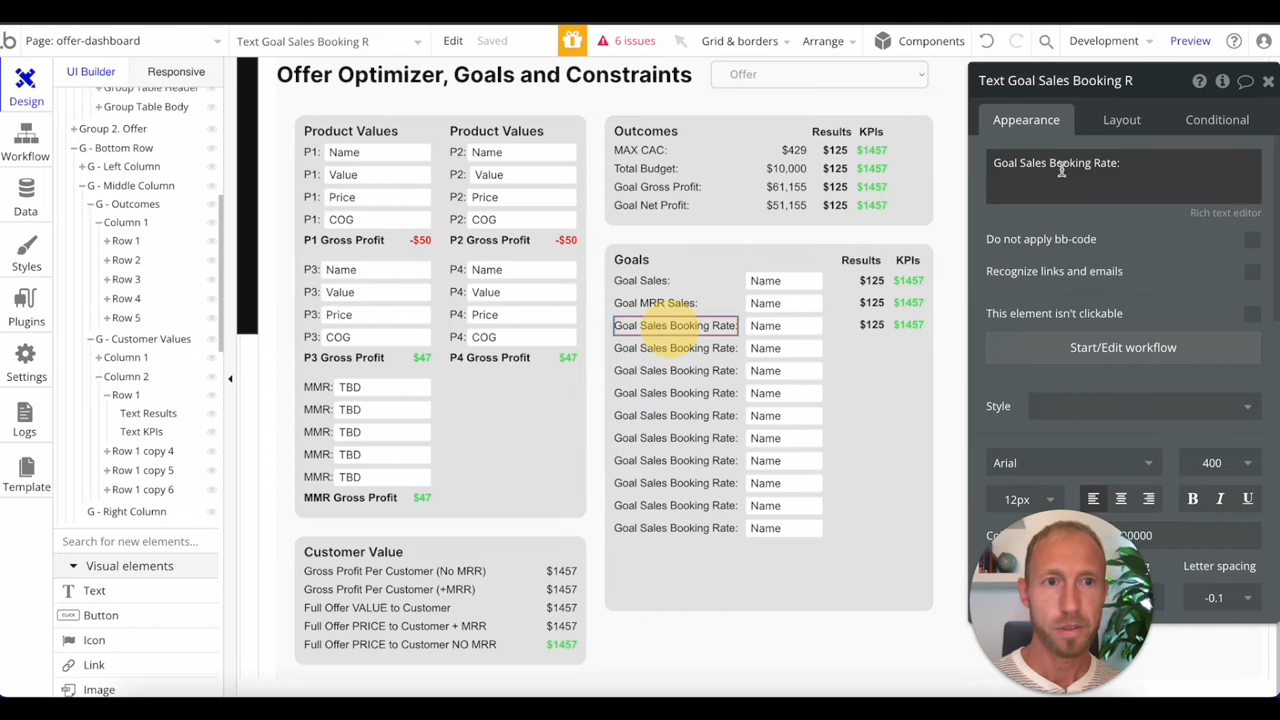 b
Page: offer-dashboard
Text Goal Sales Booking R
Edit
Saved
6 issues
Grid & borders
Arrange
Components
Development
Preview
Design
Workflow
Data
Styles
Plugins
Settings
Logs
Template
UI Builder
Responsive
Group Table Header
Group Table Body
Group 2. Offer
G - Bottom Row
G - Left Column
G - Middle Column
G - Outcomes
Column 1
Row 1
Row 2
Row 3
Row 4
Row 5
G - Customer Values
Column 1
Column 2
Row 1
Text Results
Text KPIs
Row 1 copy 4
Row 1 copy 5
Row 1 copy 6
G - Right Column
Search for new elements...
Visual elements
Text
CLICK Button
Icon
Link
Image
Offer Optimizer, Goals and Constraints
Offer
Product Values
Product Values
P1: Name
P2: Name
P1: Value
P2: Value
P1: Price
P2: Price
P1: COG
P2: COG
P1 Gross Profit -$50
P2 Gross Profit -$50
P3: Name
P4: Name
P3: Value
P4: Value
P3: Price
P4: Price
P3: COG
P4: COG
P3 Gross Profit $47
P4 Gross Profit $47
MMR: TBD
MMR: TBD
MMR: TBD
MMR: TBD
MMR: TBD
MMR Gross Profit $47
Customer Value
Gross Profit Per Customer (No MRR) $1457
Gross Profit Per Customer (+MRR) $1457
Full Offer VALUE to Customer $1457
Full Offer PRICE to Customer + MRR $1457
Full Offer PRICE to Customer NO MRR $1457
Outcomes Results KPIs
MAX CAC: $429 $125 $1457
Total Budget: $10,000 $125 $1457
Goal Gross Profit: $61,155 $125 $1457
Goal Net Profit: $51,155 $125 $1457
Goals Results KPIs
Goal Sales: Name $125 $1457
Goal MRR Sales: Name $125 $1457
Goal Sales Booking Rate: Name $125 $1457
Goal Sales Booking Rate: Name
Goal Sales Booking Rate: Name
Goal Sales Booking Rate: Name
Goal Sales Booking Rate: Name
Goal Sales Booking Rate: Name
Goal Sales Booking Rate: Name
Goal Sales Booking Rate: Name
Goal Sales Booking Rate: Name
Goal Sales Booking Rate: Name
Text Goal Sales Booking R
Appearance
Layout
Conditional
Goal Sales Booking Rate:
Rich text editor
Do not apply bb-code
Recognize links and emails
This element isn't clickable
Start/Edit workflow
Style
Arial
400
12px
B I U
0000
Letter spacing
-0.1